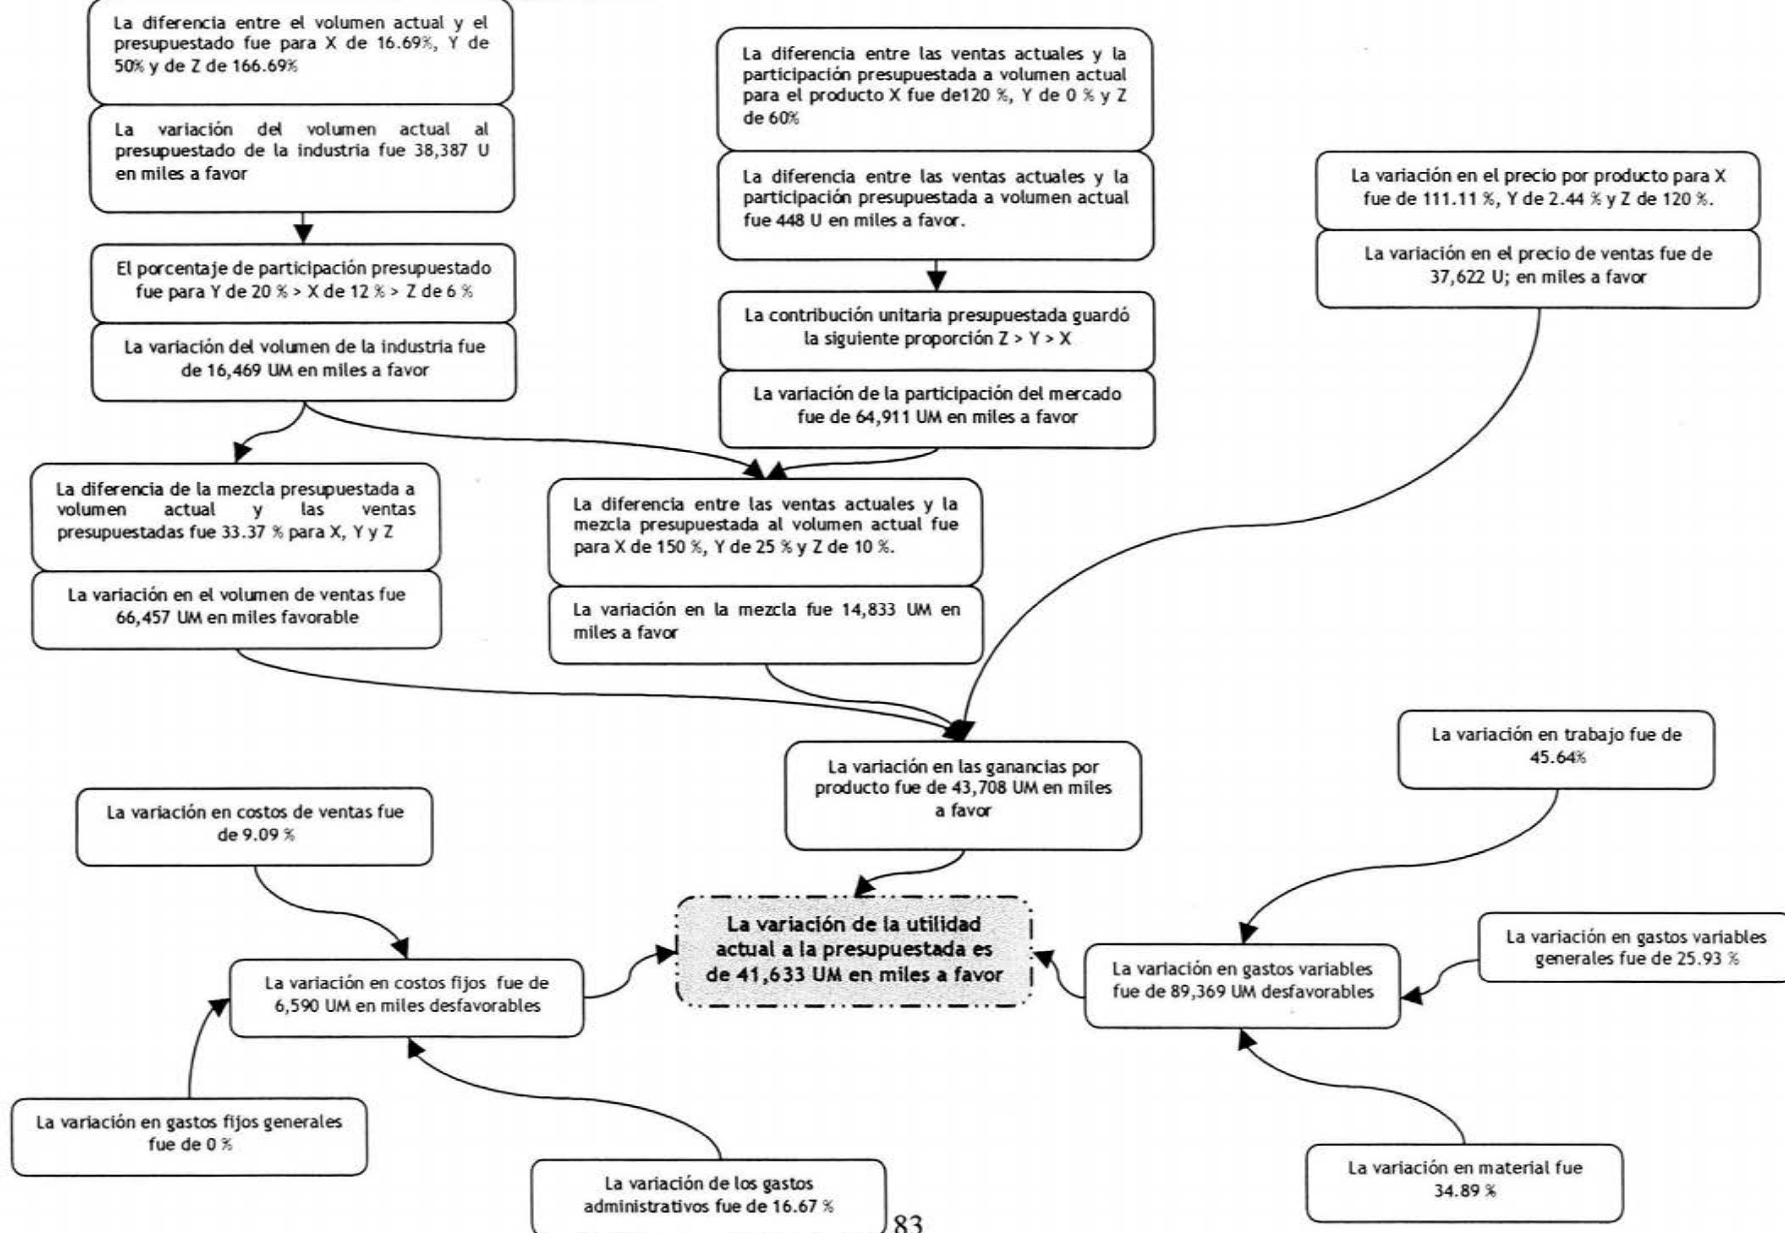 La diferencia entre el volumen actual y el
presupuestado fue para X de 16.69%, Y de
50% y de Z de 166.69%
La variación del volumen actual al
presupuestado de la industria fue 38,387 U
en miles a favor
El porcentaje de participación presupuestado
fue para Y de 20 % > X de 12 % > Z de 6 %
La variación del volumen de la industria fue
de 16,469 UM en miles a favor
La diferencia entre las ventas actuales y la
participación presupuestada a volumen actual
para el producto X fue de120 %, Y de 0 % y Z
de 60%
La diferencia entre las ventas actuales y la
participación presupuestada a volumen actual
fue 448 U en miles a favor.
La contribución unitaria presupuestada guardó
la siguiente proporción Z > Y > X
La variación de la participación del mercado
fue de 64,911 UM en miles a favor
La variación en el precio por producto para X
fue de 111.11 %, Y de 2.44 % y Z de 120 %.
La variación en el precio de ventas fue de
37,622 U; en miles a favor
La diferencia de la mezcla presupuestada a
volumen actual y las ventas
presupuestadas fue 33.37 % para X, Y y Z
La variación en el volumen de ventas fue
66,457 UM en miles favorable
La diferencia entre las ventas actuales y la
mezcla presupuestada al volumen actual fue
para X de 150 %, Y de 25 % y Z de 10 %.
La variación en la mezcla fue 14,833 UM en
miles a favor
La variación en las ganancias por
producto fue de 43,708 UM en miles
a favor
La variación en trabajo fue de
45.64%
La variación en costos de ventas fue
de 9.09 %
La variación de la utilidad
actual a la presupuestada es
de 41,633 UM en miles a favor
La variación en gastos variables
generales fue de 25.93 %
La variación en costos fijos fue de
6,590 UM en miles desfavorables
La variación en gastos variables
fue de 89,369 UM desfavorables
La variación en gastos fijos generales
fue de 0 %
La variación de los gastos
administrativos fue de 16.67 %
La variación en material fue
34.89 %
83